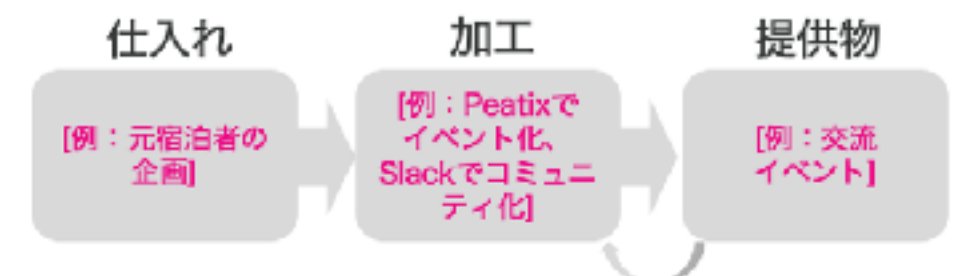 仕入れ
加工
提供物
[例：元宿泊者の
企画]
[例：Peatixで
イベント化、
Slackでコミュニ
ティ化]
[例：交流
イベント]